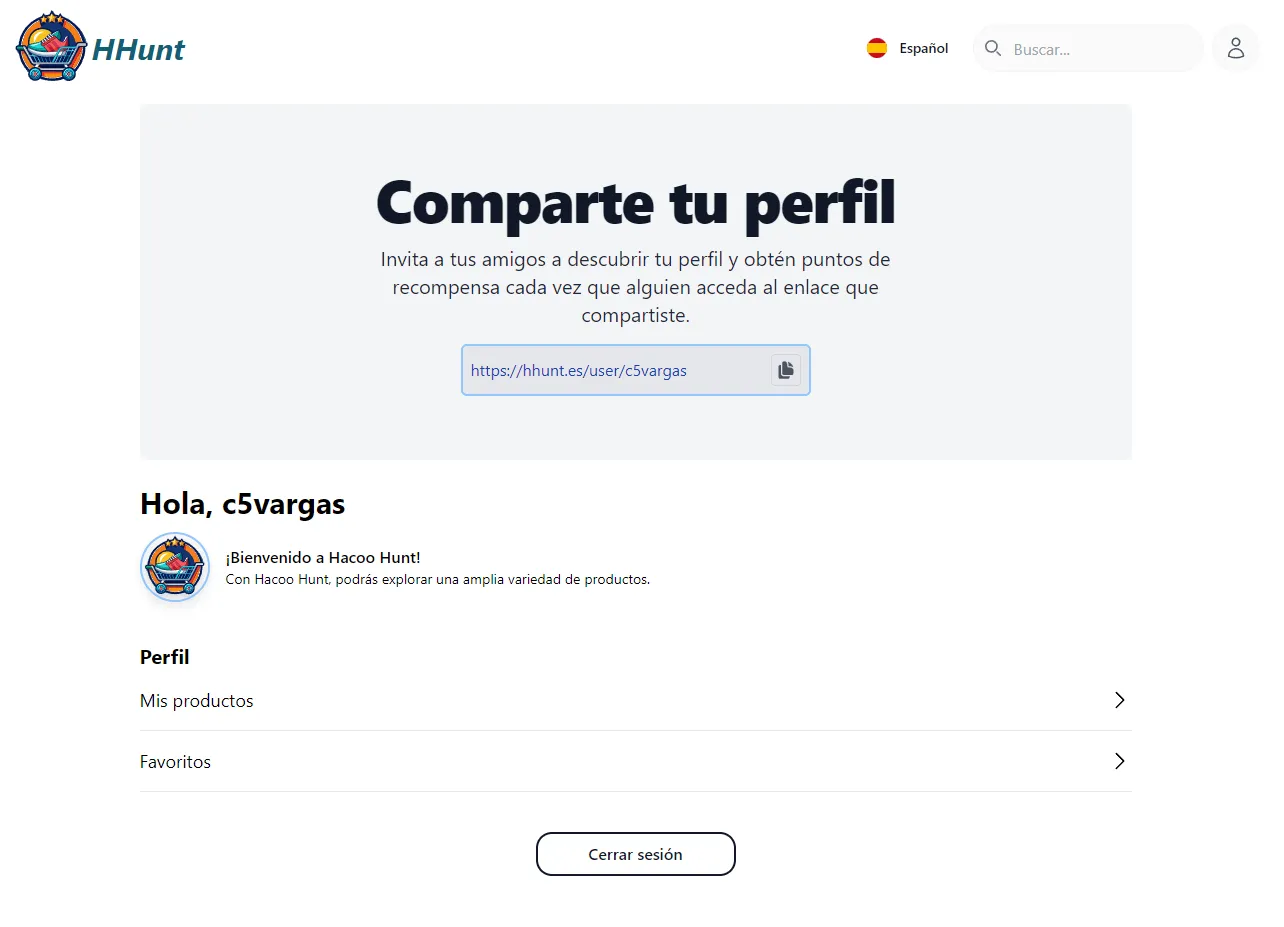 HHunt
Español
Buscar...
Comparte tu perfil
Invita a tus amigos a descubrir tu perfil y obtén puntos de
recompensa cada vez que alguien acceda al enlace que
compartiste.
https://hhunt.es/user/c5vargas
Hola, c5vargas
¡Bienvenido a Hacoo Hunt!
Con Hacoo Hunt, podrás explorar una amplia variedad de productos.
Perfil
Mis productos
Favoritos
Cerrar sesión